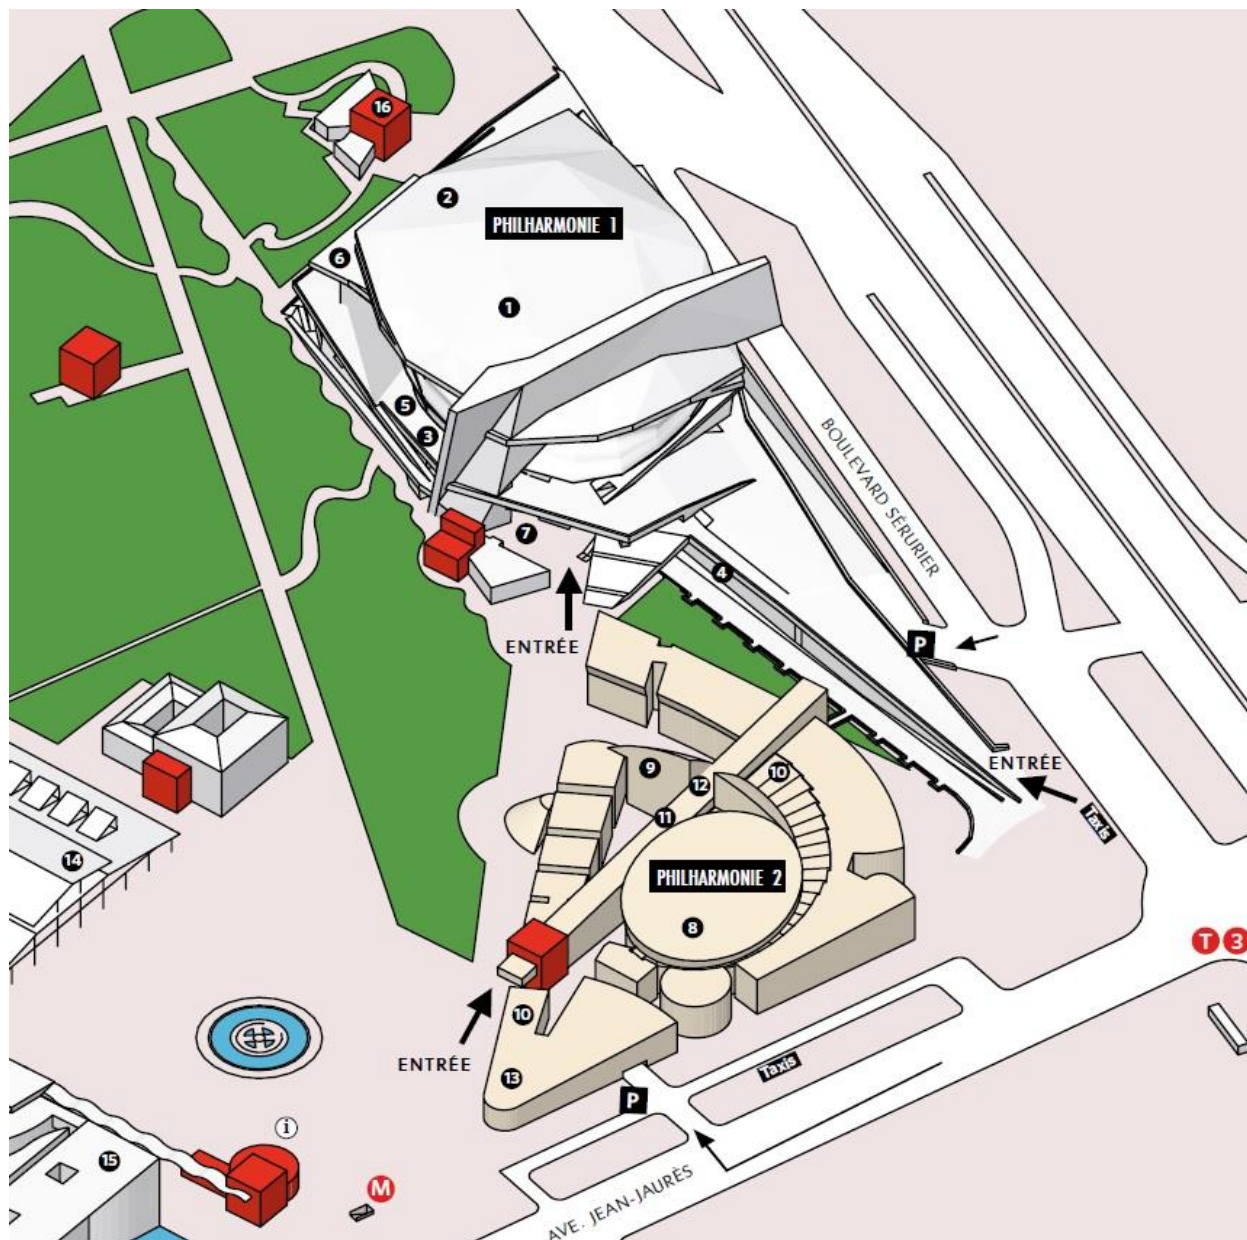 16
2
PHILHARMONIE 1
6
1
5
3
BOULEVARD SÉRURIER
7
4
ENTRÉE
P
9
12
10
ENTRÉE
11
Taxis
14
PHILHARMONIE 2
8
T 3
10
ENTRÉE
13
Taxis
P
i
15
M
AVE. JEAN-JAURÈS